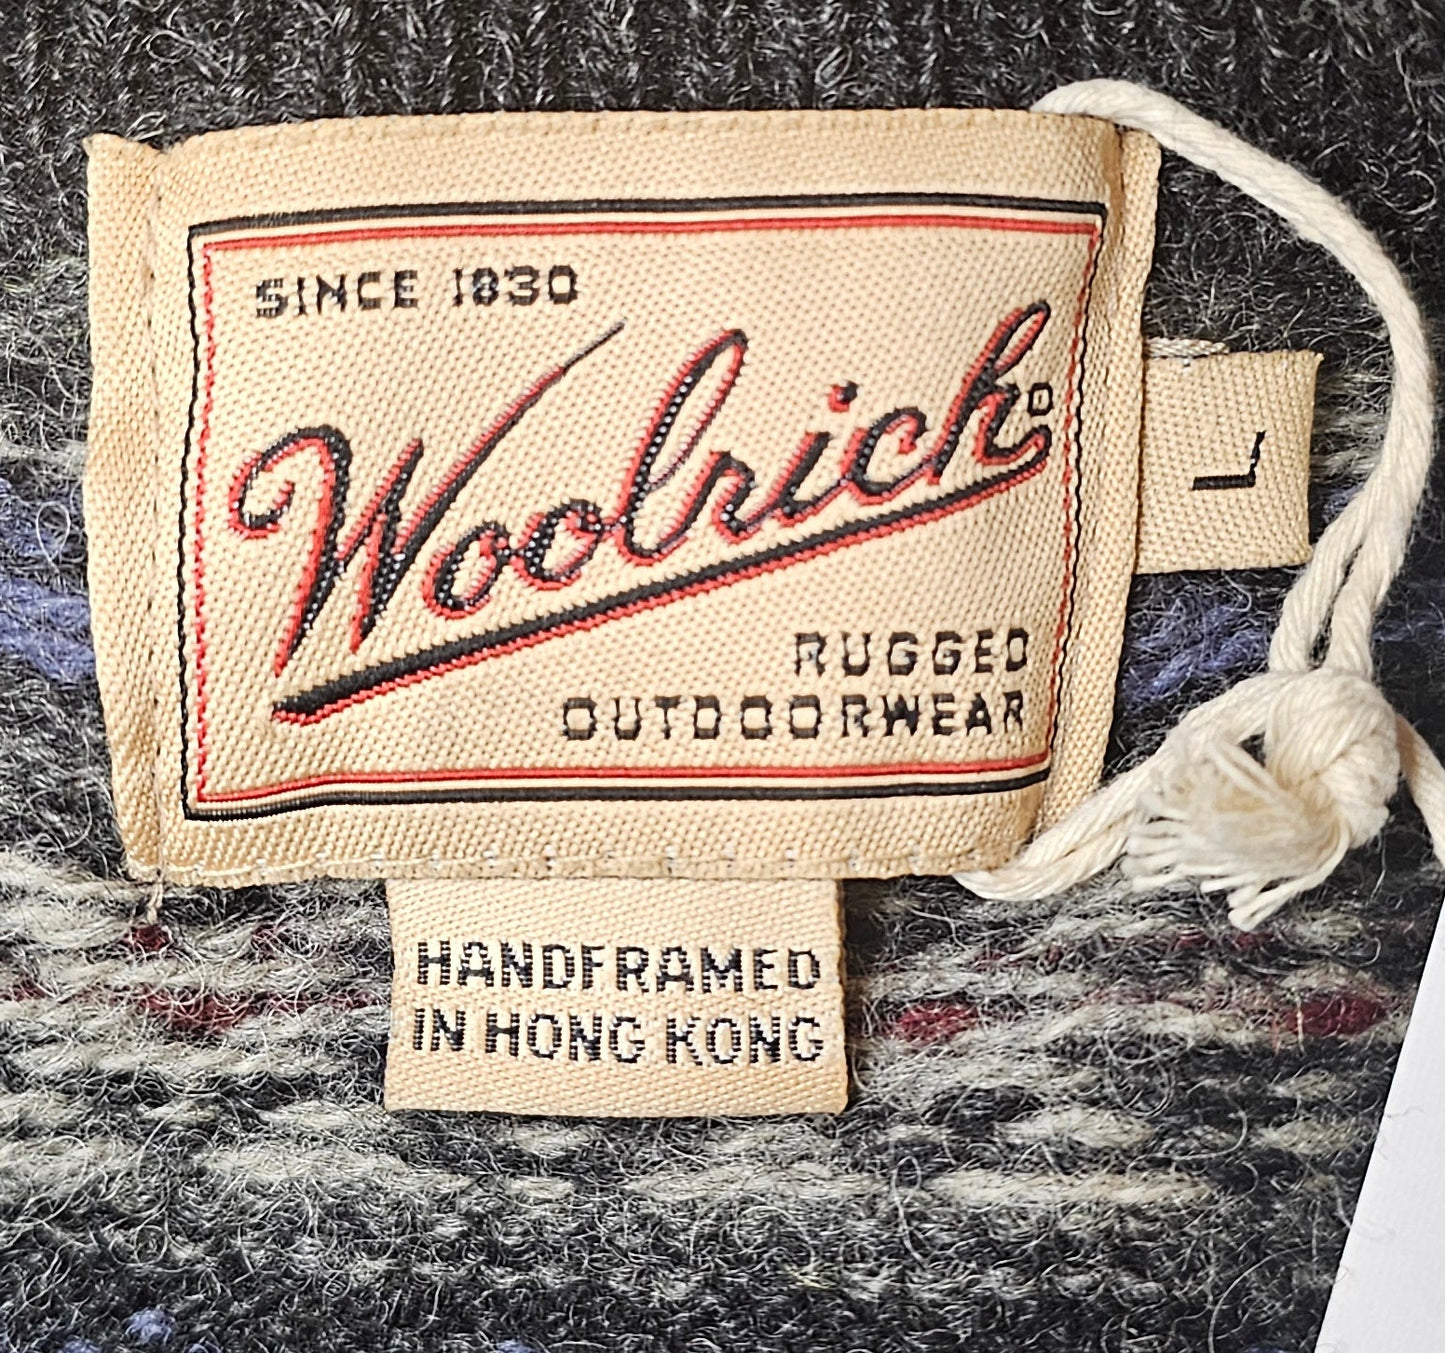 SINCE 1830
Woolrich
L
RUGGED
OUTDOORWEAR
HANDFRAMED
IN HONG KONG